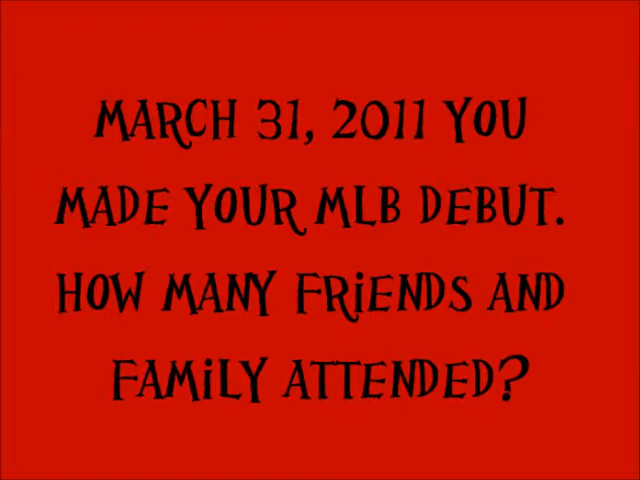 MARCH 31, 2011 YOU
MADE YOUR MLB DEBUT.
HOW MANY FRiENDS AND
FAMiLY ATTENDED?